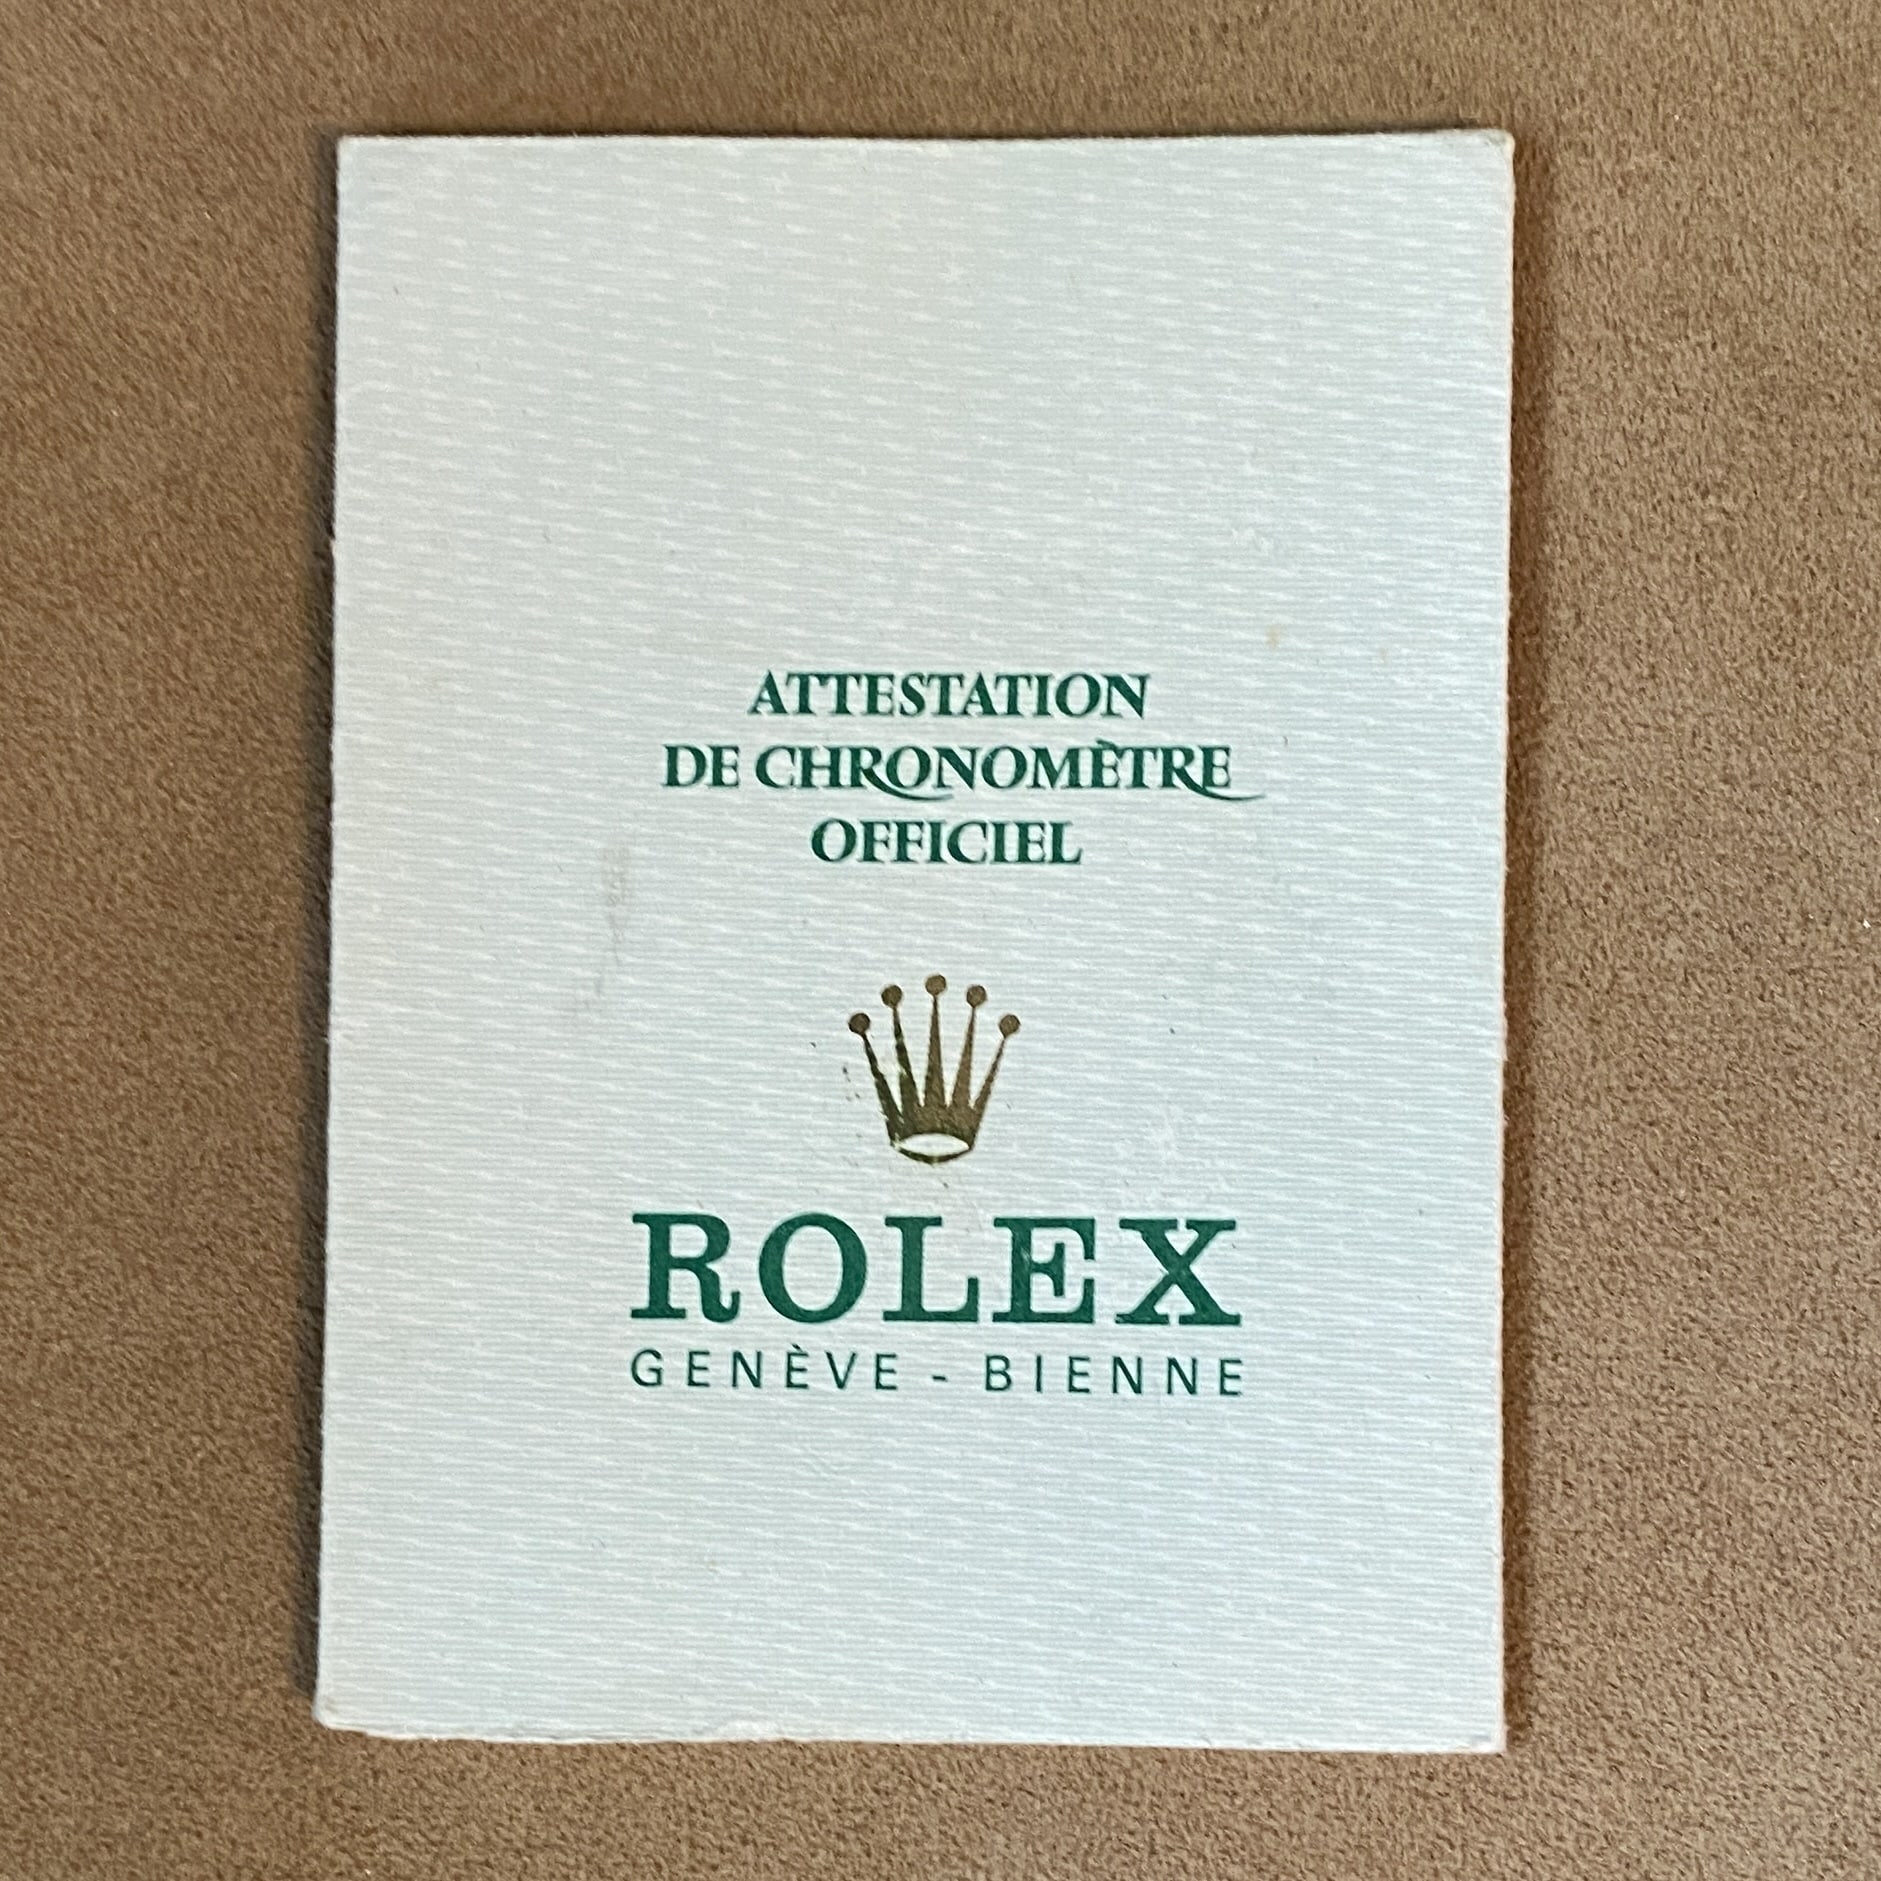 ATTESTATION
DE CHRONOMÈTRE
OFFICIEL
ROLEX
GENÈVE - BIENNE